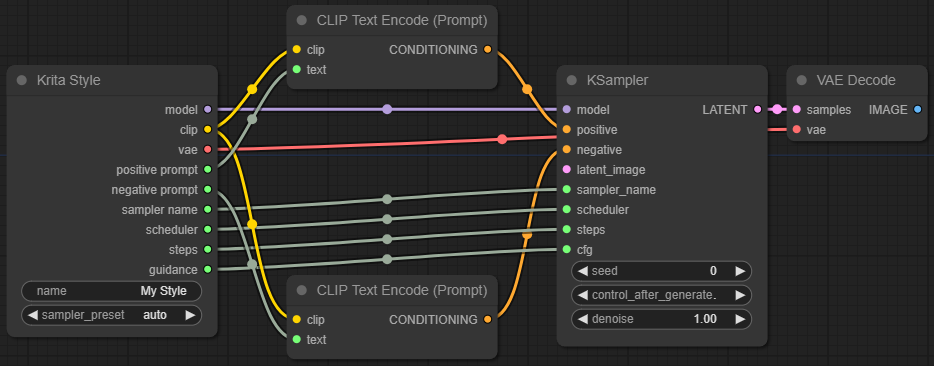 Krita Style
model
clip
vae
positive prompt
negative prompt
sampler name
scheduler
steps
guidance
name My Style
sampler_preset auto
CLIP Text Encode (Prompt)
clip CONDITIONING
text
CLIP Text Encode (Prompt)
clip CONDITIONING
text
KSampler
model LATENT
positive
negative
latent_image
sampler_name
scheduler
steps
cfg
seed 0
control_after_generate.
denoise 1.00
VAE Decode
samples IMAGE
vae